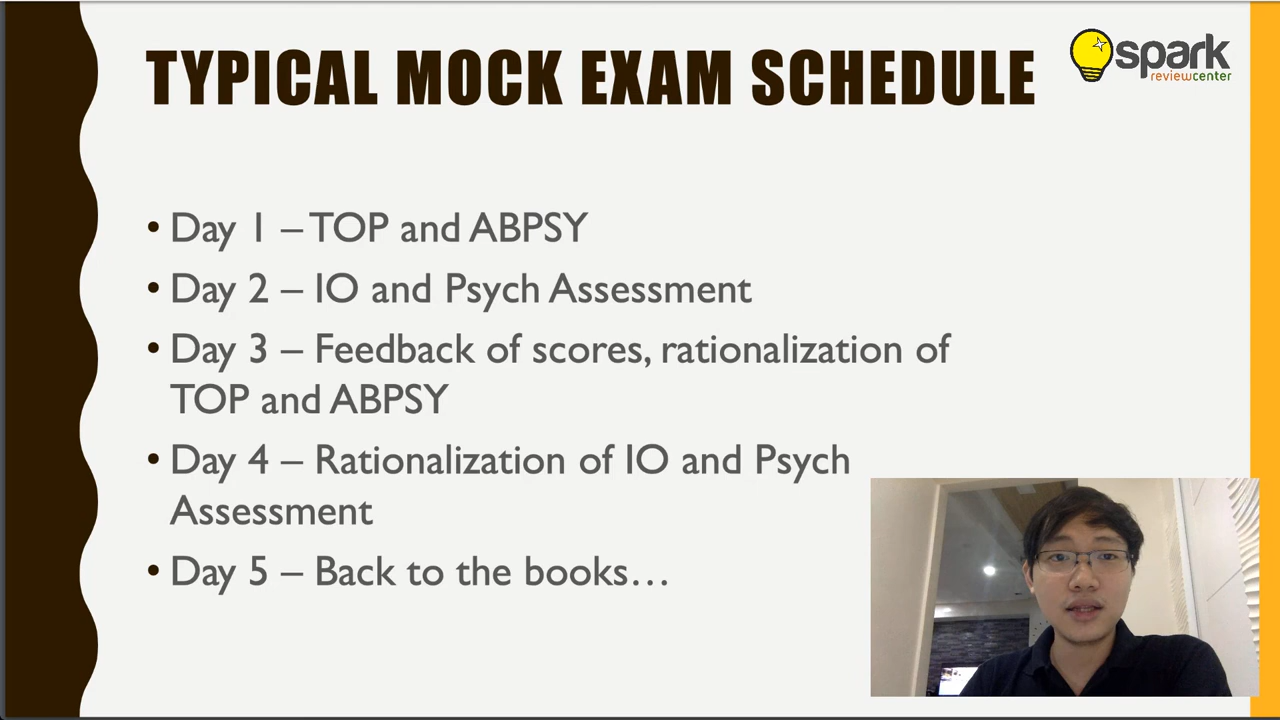 TYPICAL MOCK EXAM SCHEDULE
spark
reviewcenter
• Day 1 – TOP and ABPSY
• Day 2 – IO and Psych Assessment
• Day 3 – Feedback of scores, rationalization of
TOP and ABPSY
• Day 4 – Rationalization of IO and Psych
Assessment
• Day 5 – Back to the books…